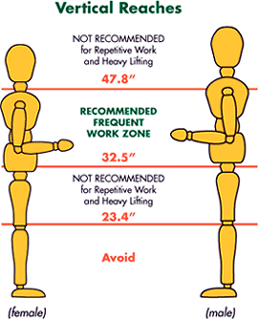 Vertical Reaches
NOT RECOMMENDED
for Repetitive Work
and Heavy Lifting
47.8"
RECOMMENDED
FREQUENT
WORK ZONE
32.5"
NOT RECOMMENDED
for Repetitive Work
and Heavy Lifting
23.4"
Avoid
(female)
(male)